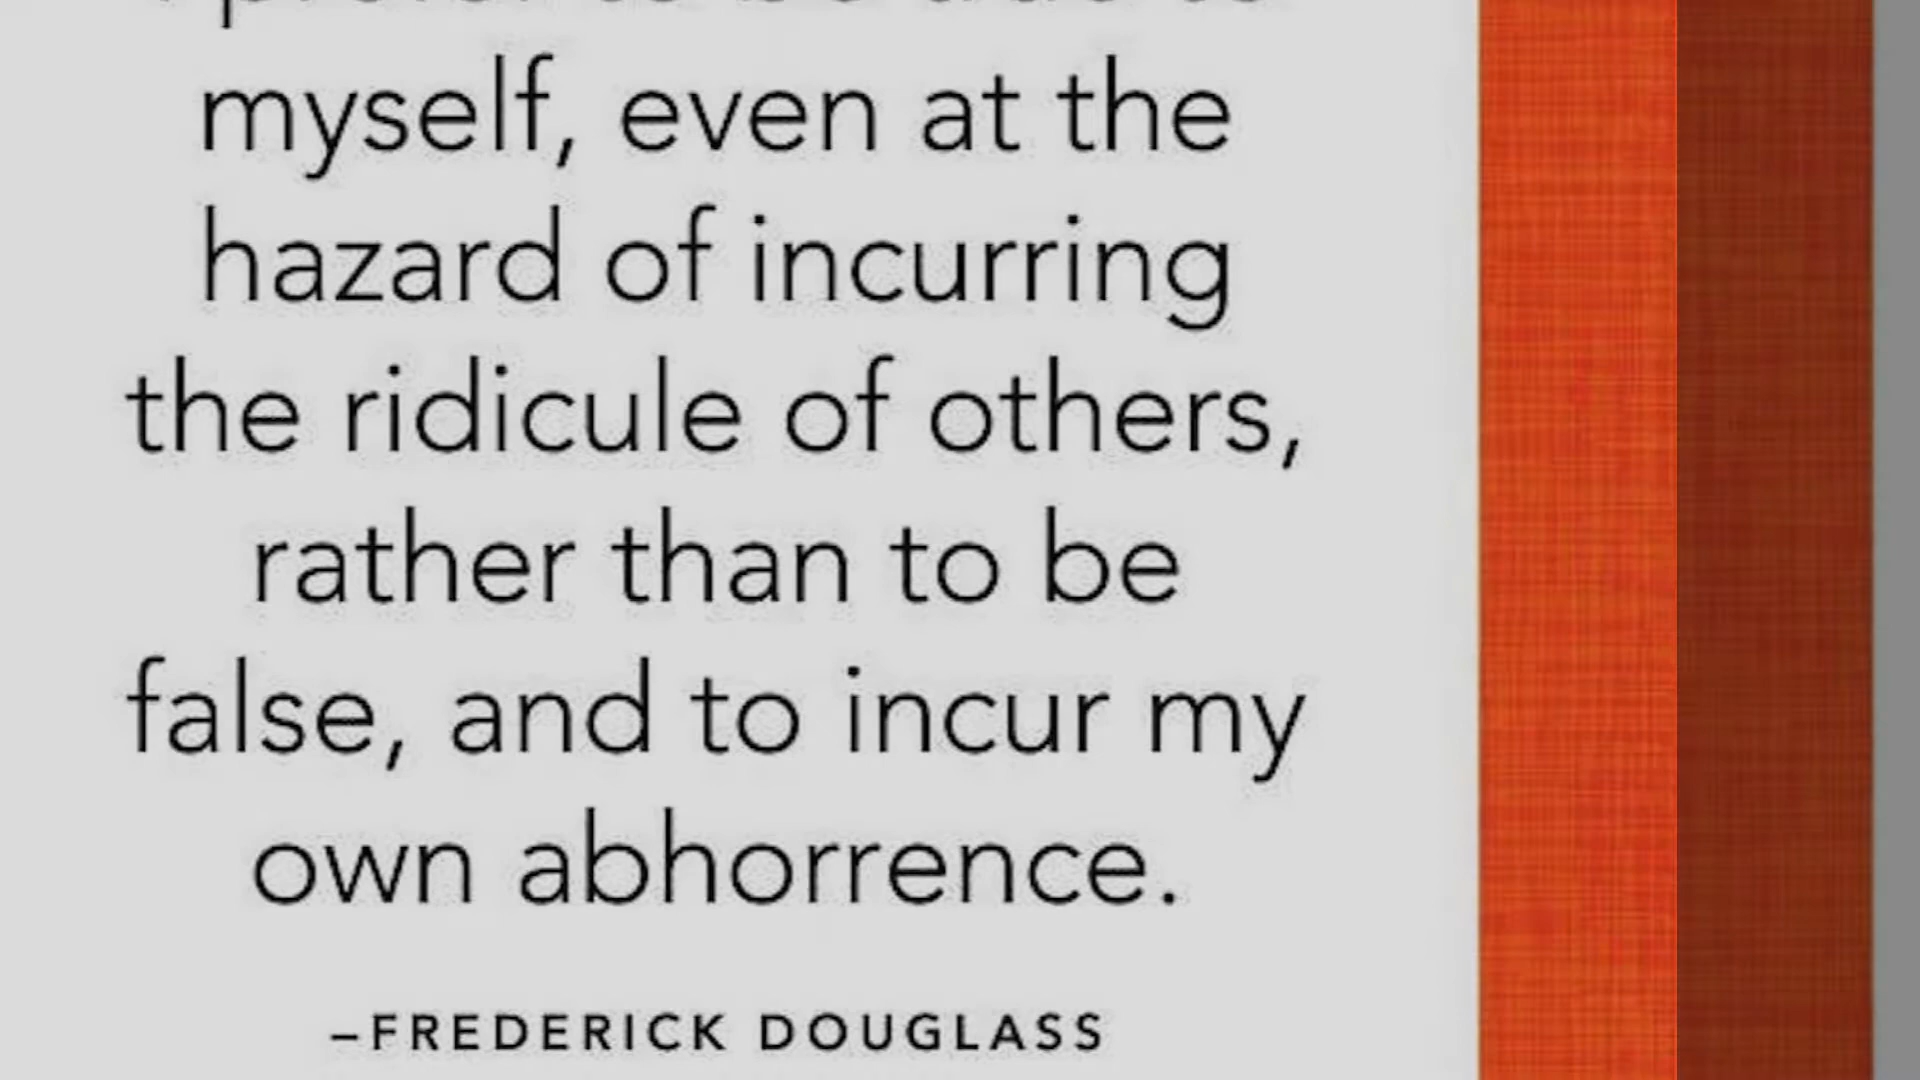 myself, even at the
hazard of incurring
the ridicule of others,
rather than to be
false, and to incur my
own abhorrence.
–FREDERICK DOUGLASS